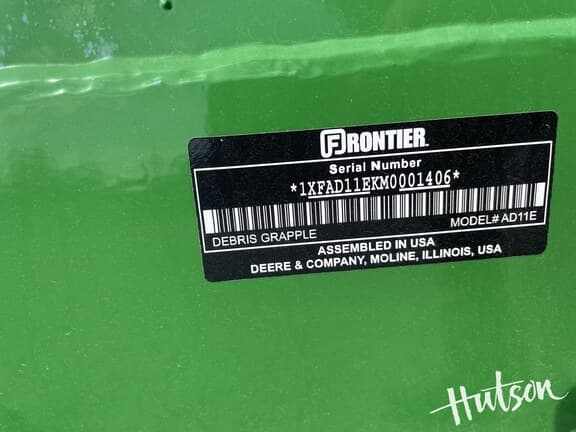 FRONTIER
Serial Number
*1XFAD11EKM0001406*
DEBRIS GRAPPLE MODEL# AD11E
ASSEMBLED IN USA
DEERE & COMPANY, MOLINE, ILLINOIS, USA
Hutson